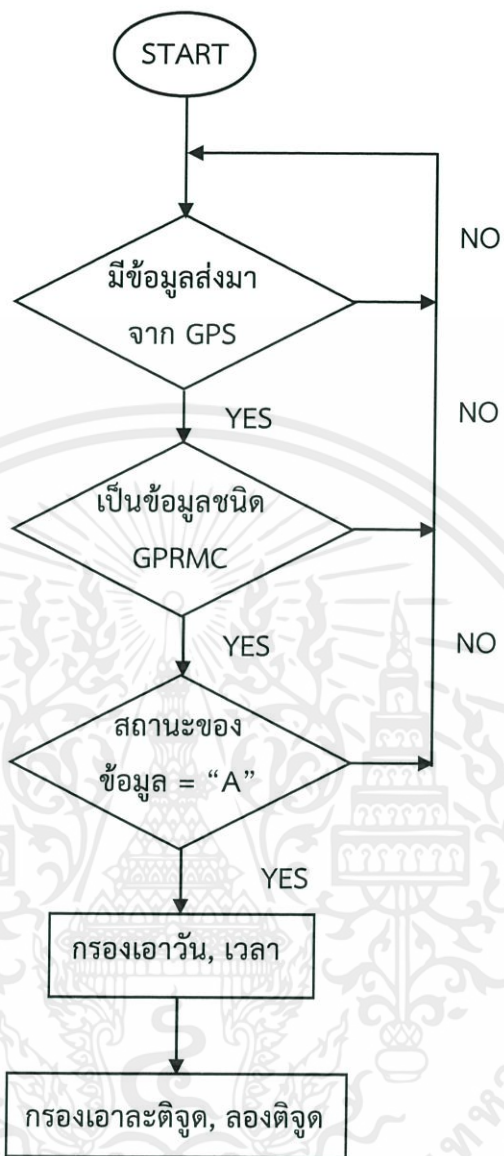 START
NO
มีข้อมูลส่งมา
จาก GPS
YES
NO
เป็นข้อมูลชนิด
GPRMC
YES
NO
สถานะของ
ข้อมูล = “A”
YES
กรองเอาวัน, เวลา
กรองเอาละติจูด, ลองติจูด